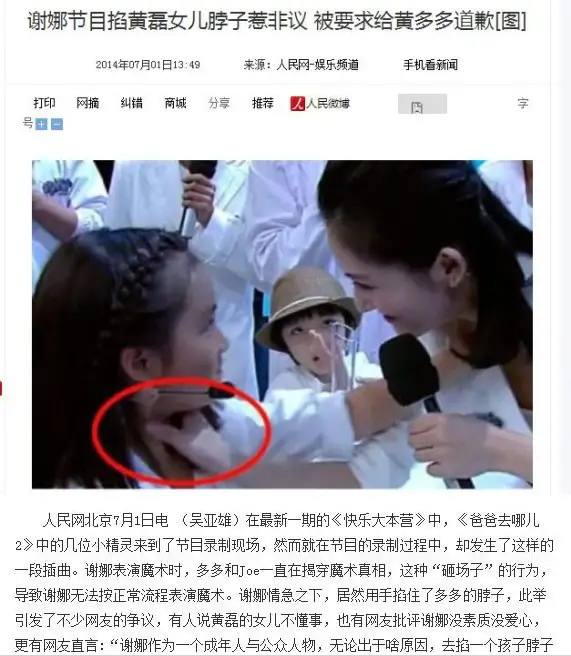 谢娜节目掐黄磊女儿脖子惹非议 被要求给黄多多道歉[图]
2014年07月01日13:49 来源：人民网-娱乐频道 手机看新闻
打印 网摘 纠错 商城 分享 推荐 人民微博 字
号
人民网北京7月1日电 （吴亚雄）在最新一期的《快乐大本营》中，《爸爸去哪儿
2》中的几位小精灵来到了节目录制现场，然而就在节目的录制过程中，却发生了这样的
一段插曲。谢娜表演魔术时，多多和Joe一直在揭穿魔术真相，这种“砸场子”的行为，
导致谢娜无法按正常流程表演魔术。谢娜情急之下，居然用手掐住了多多的脖子，此举
引发了不少网友的争议，有人说黄磊的女儿不懂事，也有网友批评谢娜没素质没爱心，
更有网友直言：“谢娜作为一个成年人与公众人物，无论出于啥原因，去掐一个孩子脖子